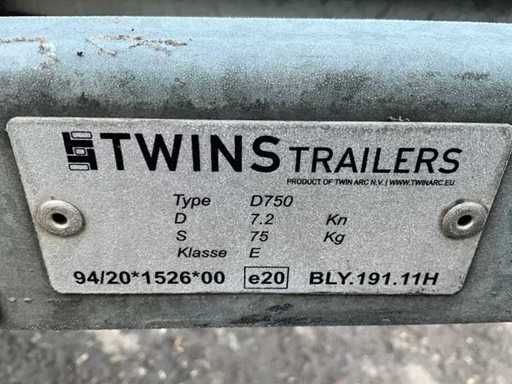 TWINS TRAILERS
PRODUCT OF TWIN ARC N.V. | WWW.TWINARC.EU
Type D750
D 7.2 Kn
S 75 Kg
Klasse E
94/20*1526*00 e20 BLY.191.11H